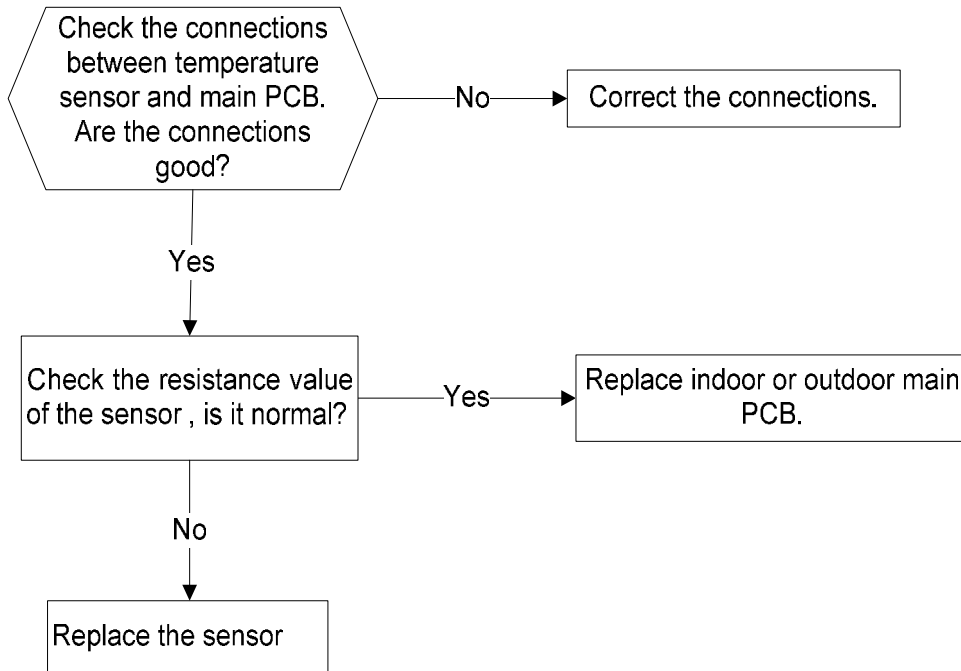 Check the connections
between temperature
sensor and main PCB.
Are the connections
good?
No
Correct the connections.
Yes
Check the resistance value
of the sensor , is it normal?
Yes
Replace indoor or outdoor main
PCB.
No
Replace the sensor